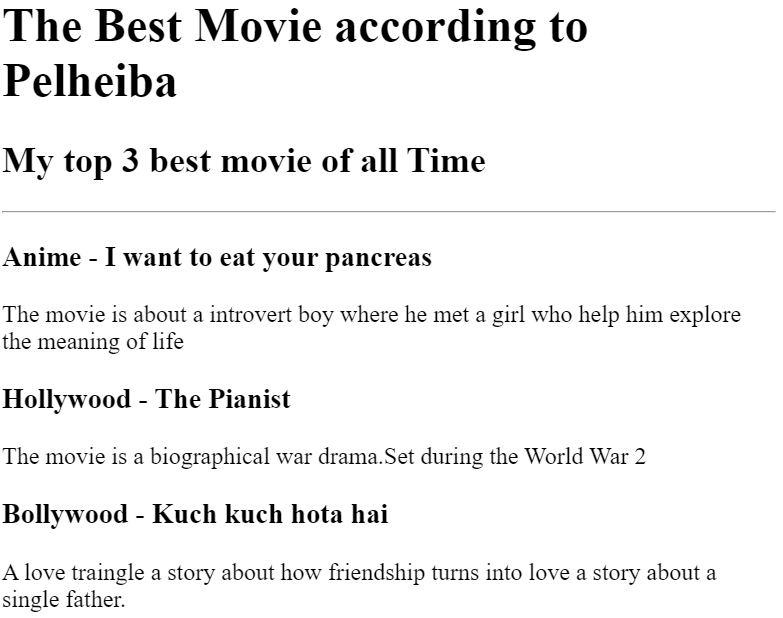 The Best Movie according to
Pelheiba
My top 3 best movie of all Time
Anime - I want to eat your pancreas
The movie is about a introvert boy where he met a girl who help him explore
the meaning of life
Hollywood - The Pianist
The movie is a biographical war drama.Set during the World War 2
Bollywood - Kuch kuch hota hai
A love traingle a story about how friendship turns into love a story about a
single father.